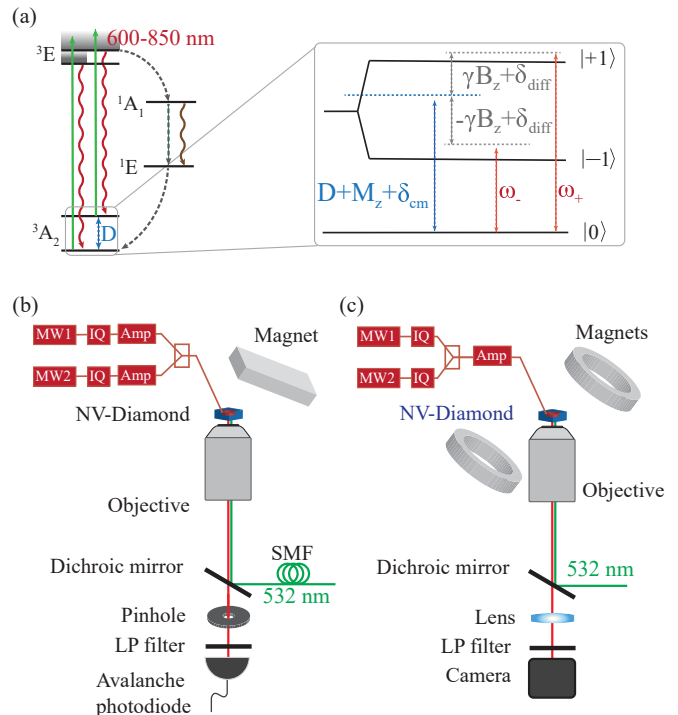 (a)
³E
600-850 nm
¹A₁
¹E
³A₂
D
|+1⟩
γB_z+δ_diff
-γB_z+δ_diff
|−1⟩
D+M_z+δ_cm
ω₋
ω₊
|0⟩
(b)
MW1
IQ
Amp
MW2
IQ
Amp
Magnet
NV-Diamond
Objective
Dichroic mirror
SMF
532 nm
Pinhole
LP filter
Avalanche
photodiode
(c)
MW1
IQ
MW2
IQ
Amp
Magnets
NV-Diamond
Objective
Dichroic mirror
532 nm
Lens
LP filter
Camera